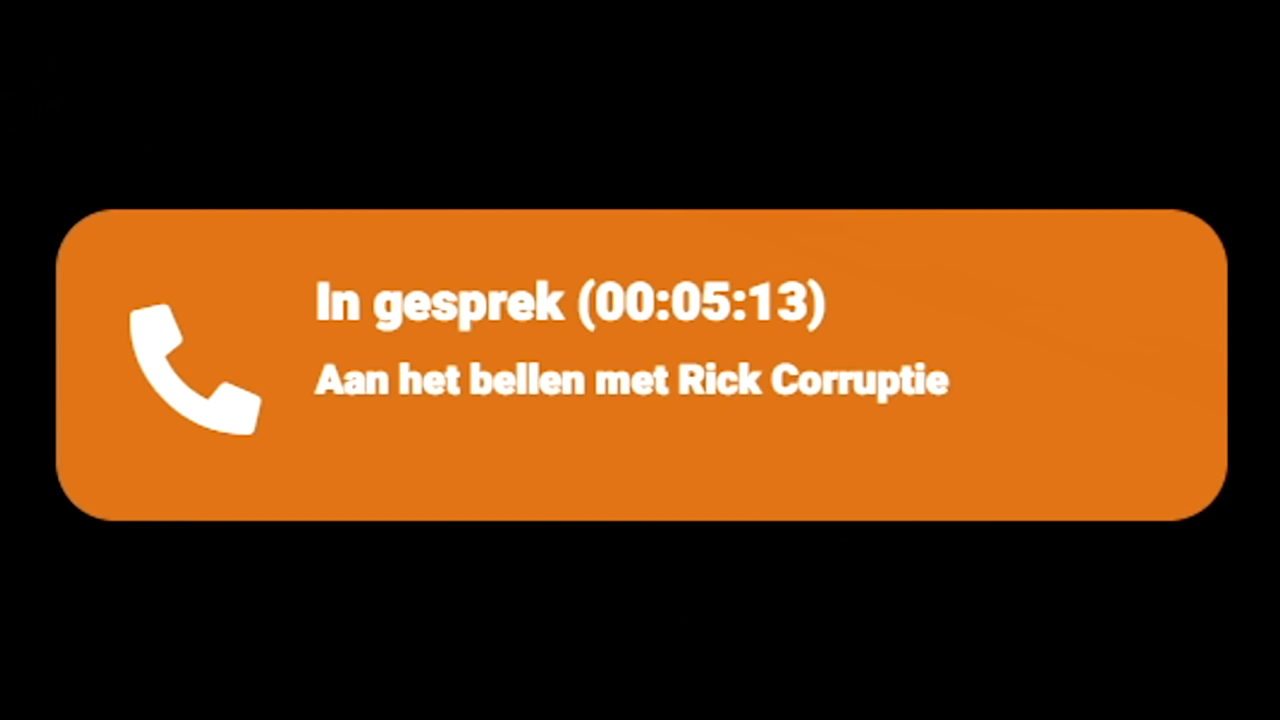 In gesprek (00:05:13)
Aan het bellen met Rick Corruptie